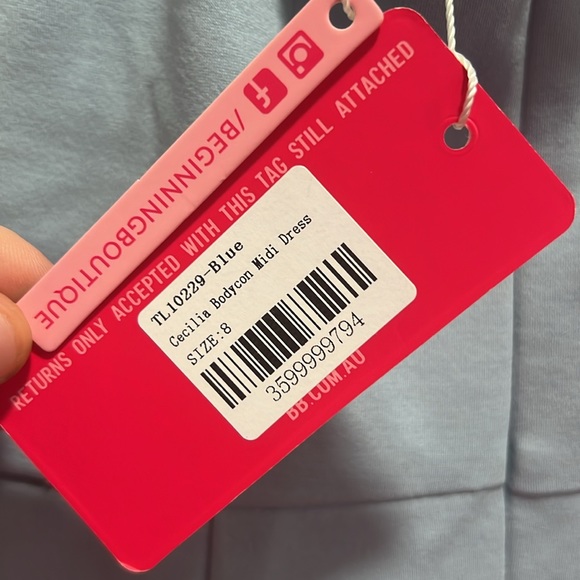 /BEGINNINGBOUTIQUE
RETURNS ONLY ACCEPTED WITH THIS TAG STILL ATTACHED
TL10229-Blue
Cecilia Bodycon Midi Dress
SIZE:8
3599999794
BB.COM.AU